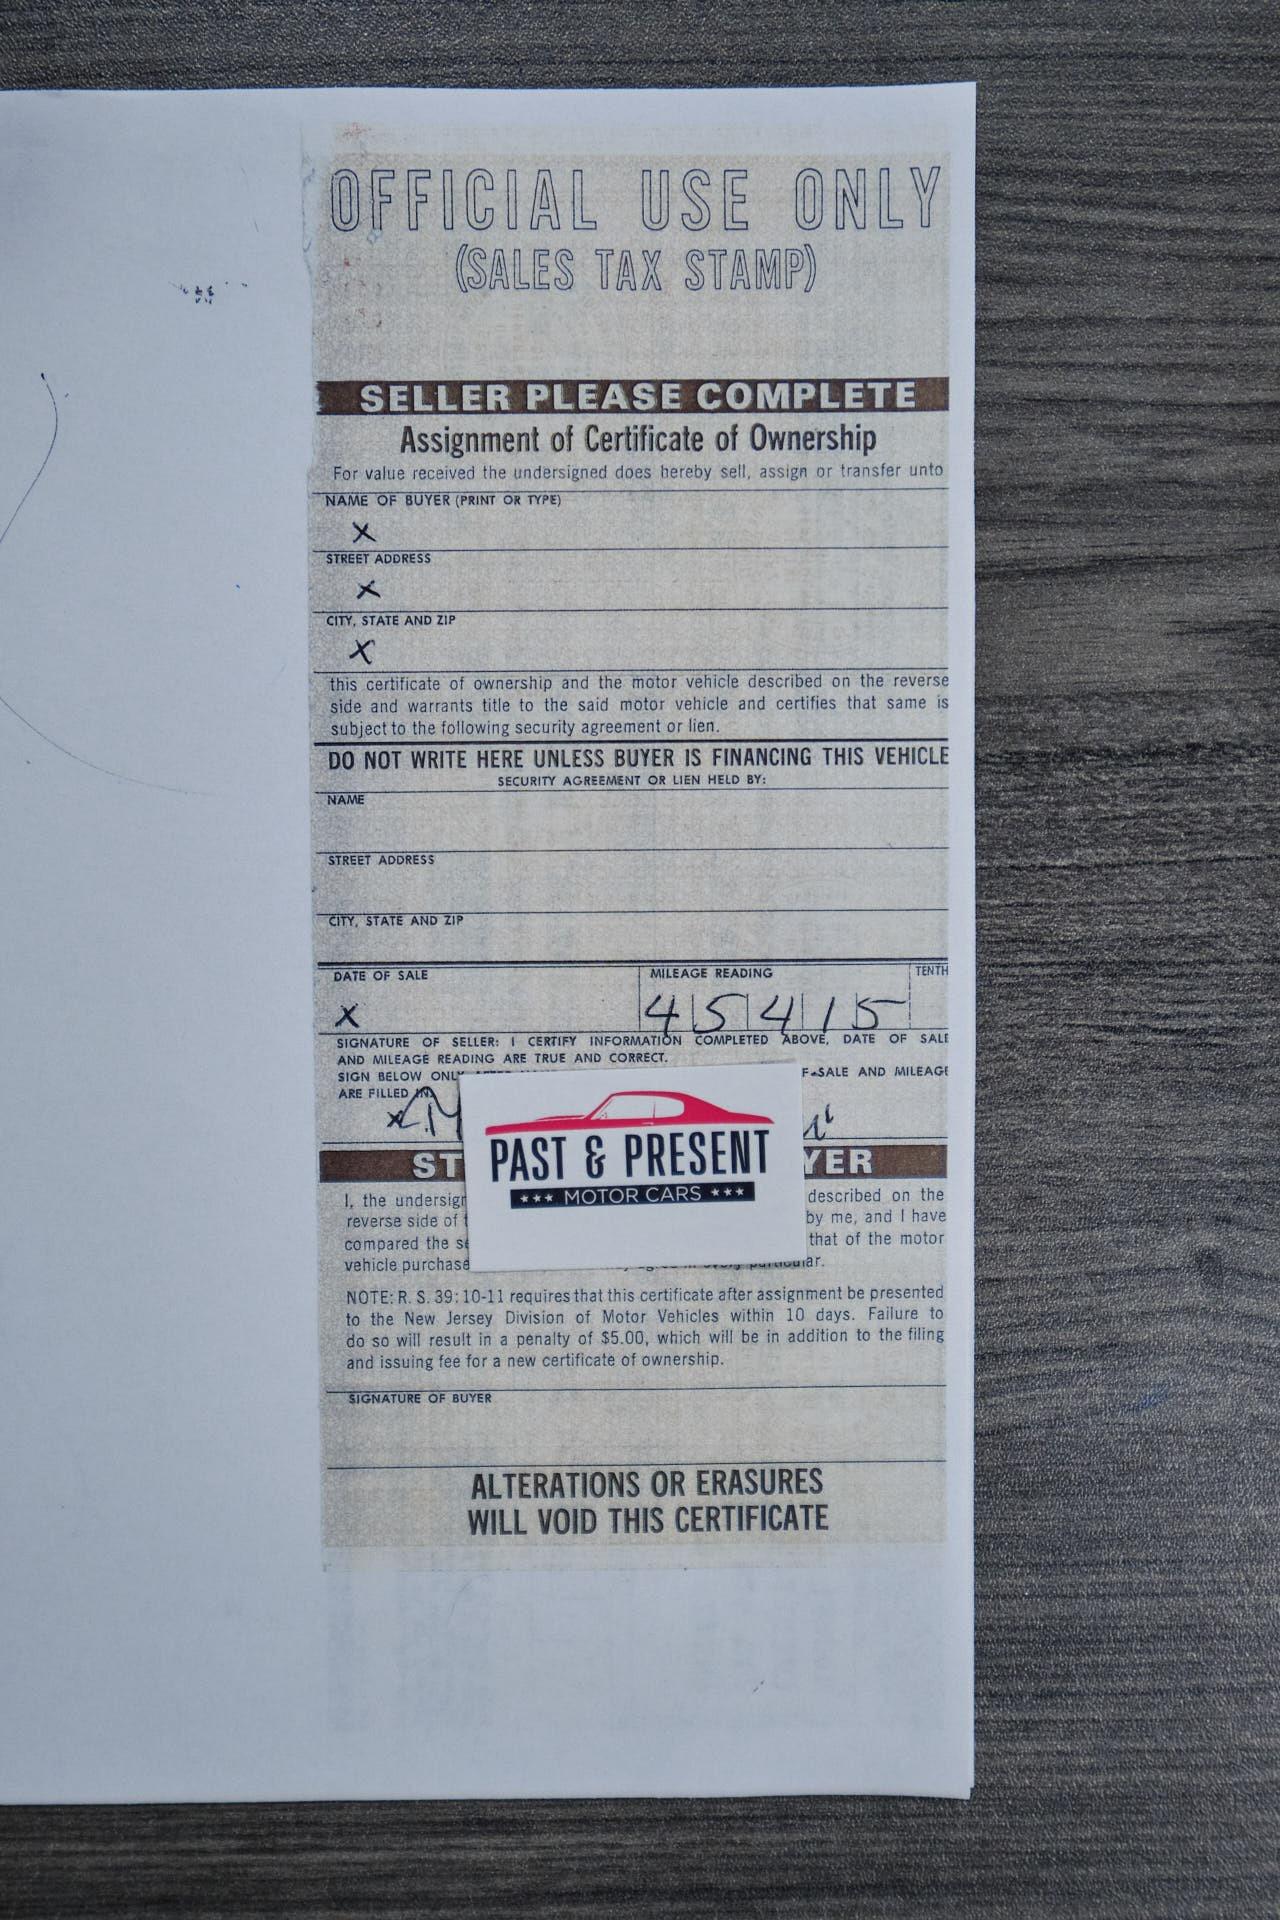 OFFICIAL USE ONLY
(SALES TAX STAMP)
SELLER PLEASE COMPLETE
Assignment of Certificate of Ownership
For value received the undersigned does hereby sell, assign or transfer unto
NAME OF BUYER (PRINT OR TYPE)
X
STREET ADDRESS
X
CITY, STATE AND ZIP
X
this certificate of ownership and the motor vehicle described on the reverse
side and warrants title to the said motor vehicle and certifies that same is
subject to the following security agreement or lien.
DO NOT WRITE HERE UNLESS BUYER IS FINANCING THIS VEHICLE
SECURITY AGREEMENT OR LIEN HELD BY:
NAME
STREET ADDRESS
CITY, STATE AND ZIP
DATE OF SALE MILEAGE READING TENTH
X 45415
SIGNATURE OF SELLER: I CERTIFY INFORMATION COMPLETED ABOVE, DATE OF SALE
AND MILEAGE READING ARE TRUE AND CORRECT.
SIGN BELOW ONLY SALE AND MILEAGE
ARE FILLED IN.
X
PAST & PRESENT
*** MOTOR CARS ***
ST YER
I, the undersign described on the
reverse side of by me, and I have
compared the se that of the motor
vehicle purchase particular.
NOTE: R. S. 39: 10-11 requires that this certificate after assignment be presented
to the New Jersey Division of Motor Vehicles within 10 days. Failure to
do so will result in a penalty of $5.00, which will be in addition to the filing
and issuing fee for a new certificate of ownership.
SIGNATURE OF BUYER
ALTERATIONS OR ERASURES
WILL VOID THIS CERTIFICATE